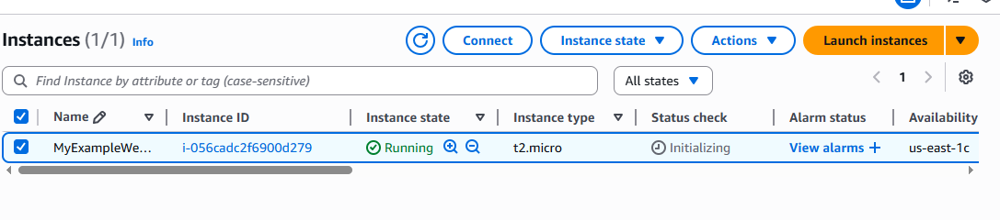 Instances (1/1) Info Connect Instance state Actions Launch instances
Find Instance by attribute or tag (case-sensitive) All states 1
Name Instance ID Instance state Instance type Status check Alarm status Availability
MyExampleWe... i-056cadc2f6900d279 Running t2.micro Initializing View alarms + us-east-1c